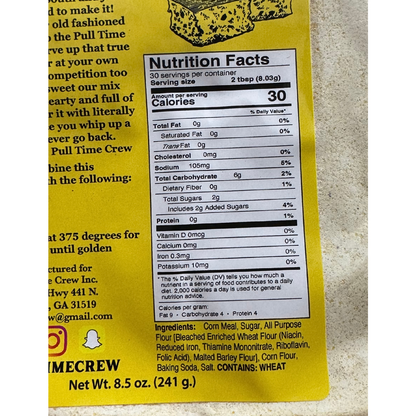 d to make it!
old fashioned
the Pull Time
rve up that true
r at your own
ompetition too
sweet our mix
earty and full of
r it with literally
e you whip up a
ever go back.
Pull Time Crew
bine this
h the following:
at 375 degrees for
until golden
ctured for
e Crew Inc.
Hwy 441 N.
, GA 31519
w@gmail.com
IMECREW
Net Wt. 8.5 oz. (241 g.)
Nutrition Facts
30 servings per container
Serving size 2 tbsp (8.03g)
Amount per serving
Calories 30
% Daily Value*
Total Fat 0g 0%
Saturated Fat 0g 0%
Trans Fat 0g
Cholesterol 0mg 0%
Sodium 105mg 5%
Total Carbohydrate 6g 2%
Dietary Fiber 0g 1%
Total Sugars 2g
Includes 2g Added Sugars 4%
Protein 0g 1%
Vitamin D 0mcg 0%
Calcium 0mg 0%
Iron 0.3mg 0%
Potassium 10mg 0%
* The % Daily Value (DV) tells you how much a
nutrient in a serving of food contributes to a daily
diet. 2,000 calories a day is used for general
nutrition advice.
Calories per gram:
Fat 9 • Carbohydrate 4 • Protein 4
Ingredients: Corn Meal, Sugar, All Purpose
Flour [Bleached Enriched Wheat Flour (Niacin,
Reduced Iron, Thiamine Mononitrate, Riboflavin,
Folic Acid), Malted Barley Flour], Corn Flour,
Baking Soda, Salt. CONTAINS: WHEAT